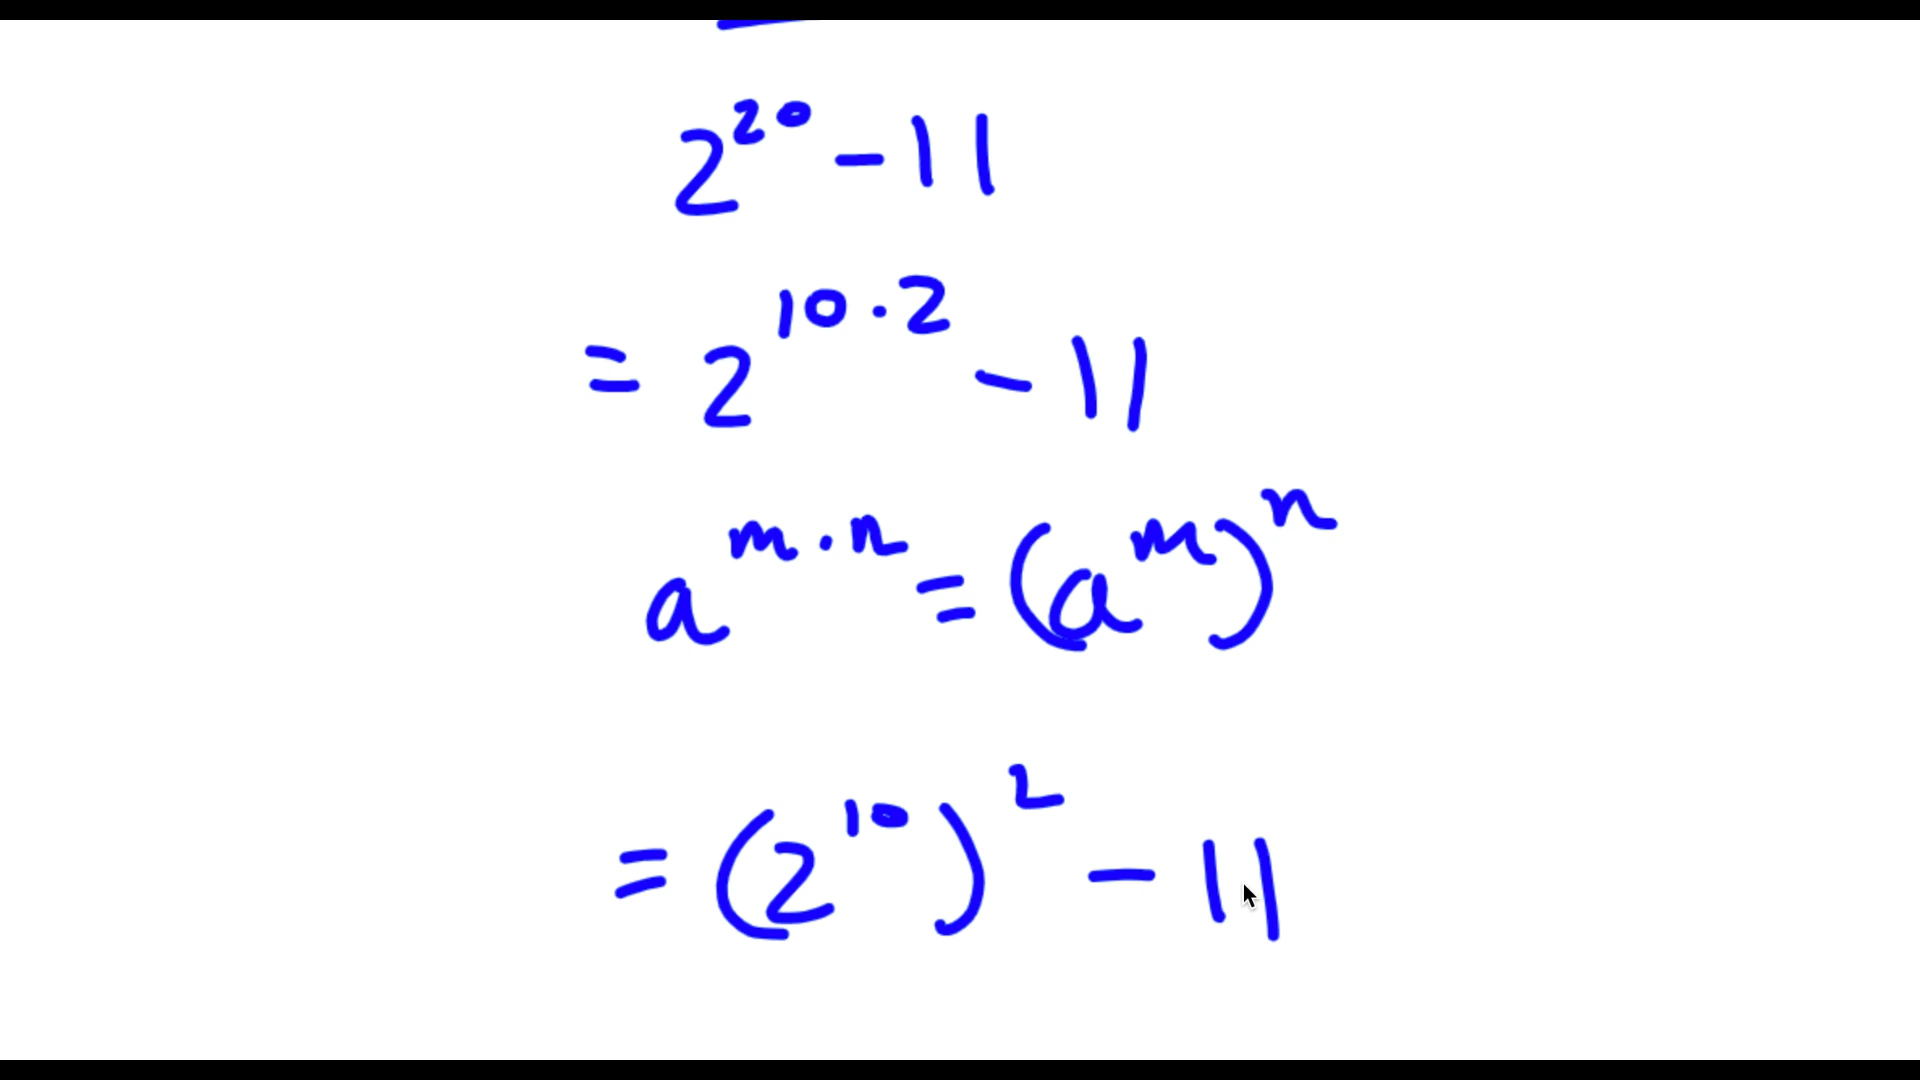 2^20 - 11
= 2^10·2 - 11
a^m·n = (a^m)^n
= (2^10)^2 - 11